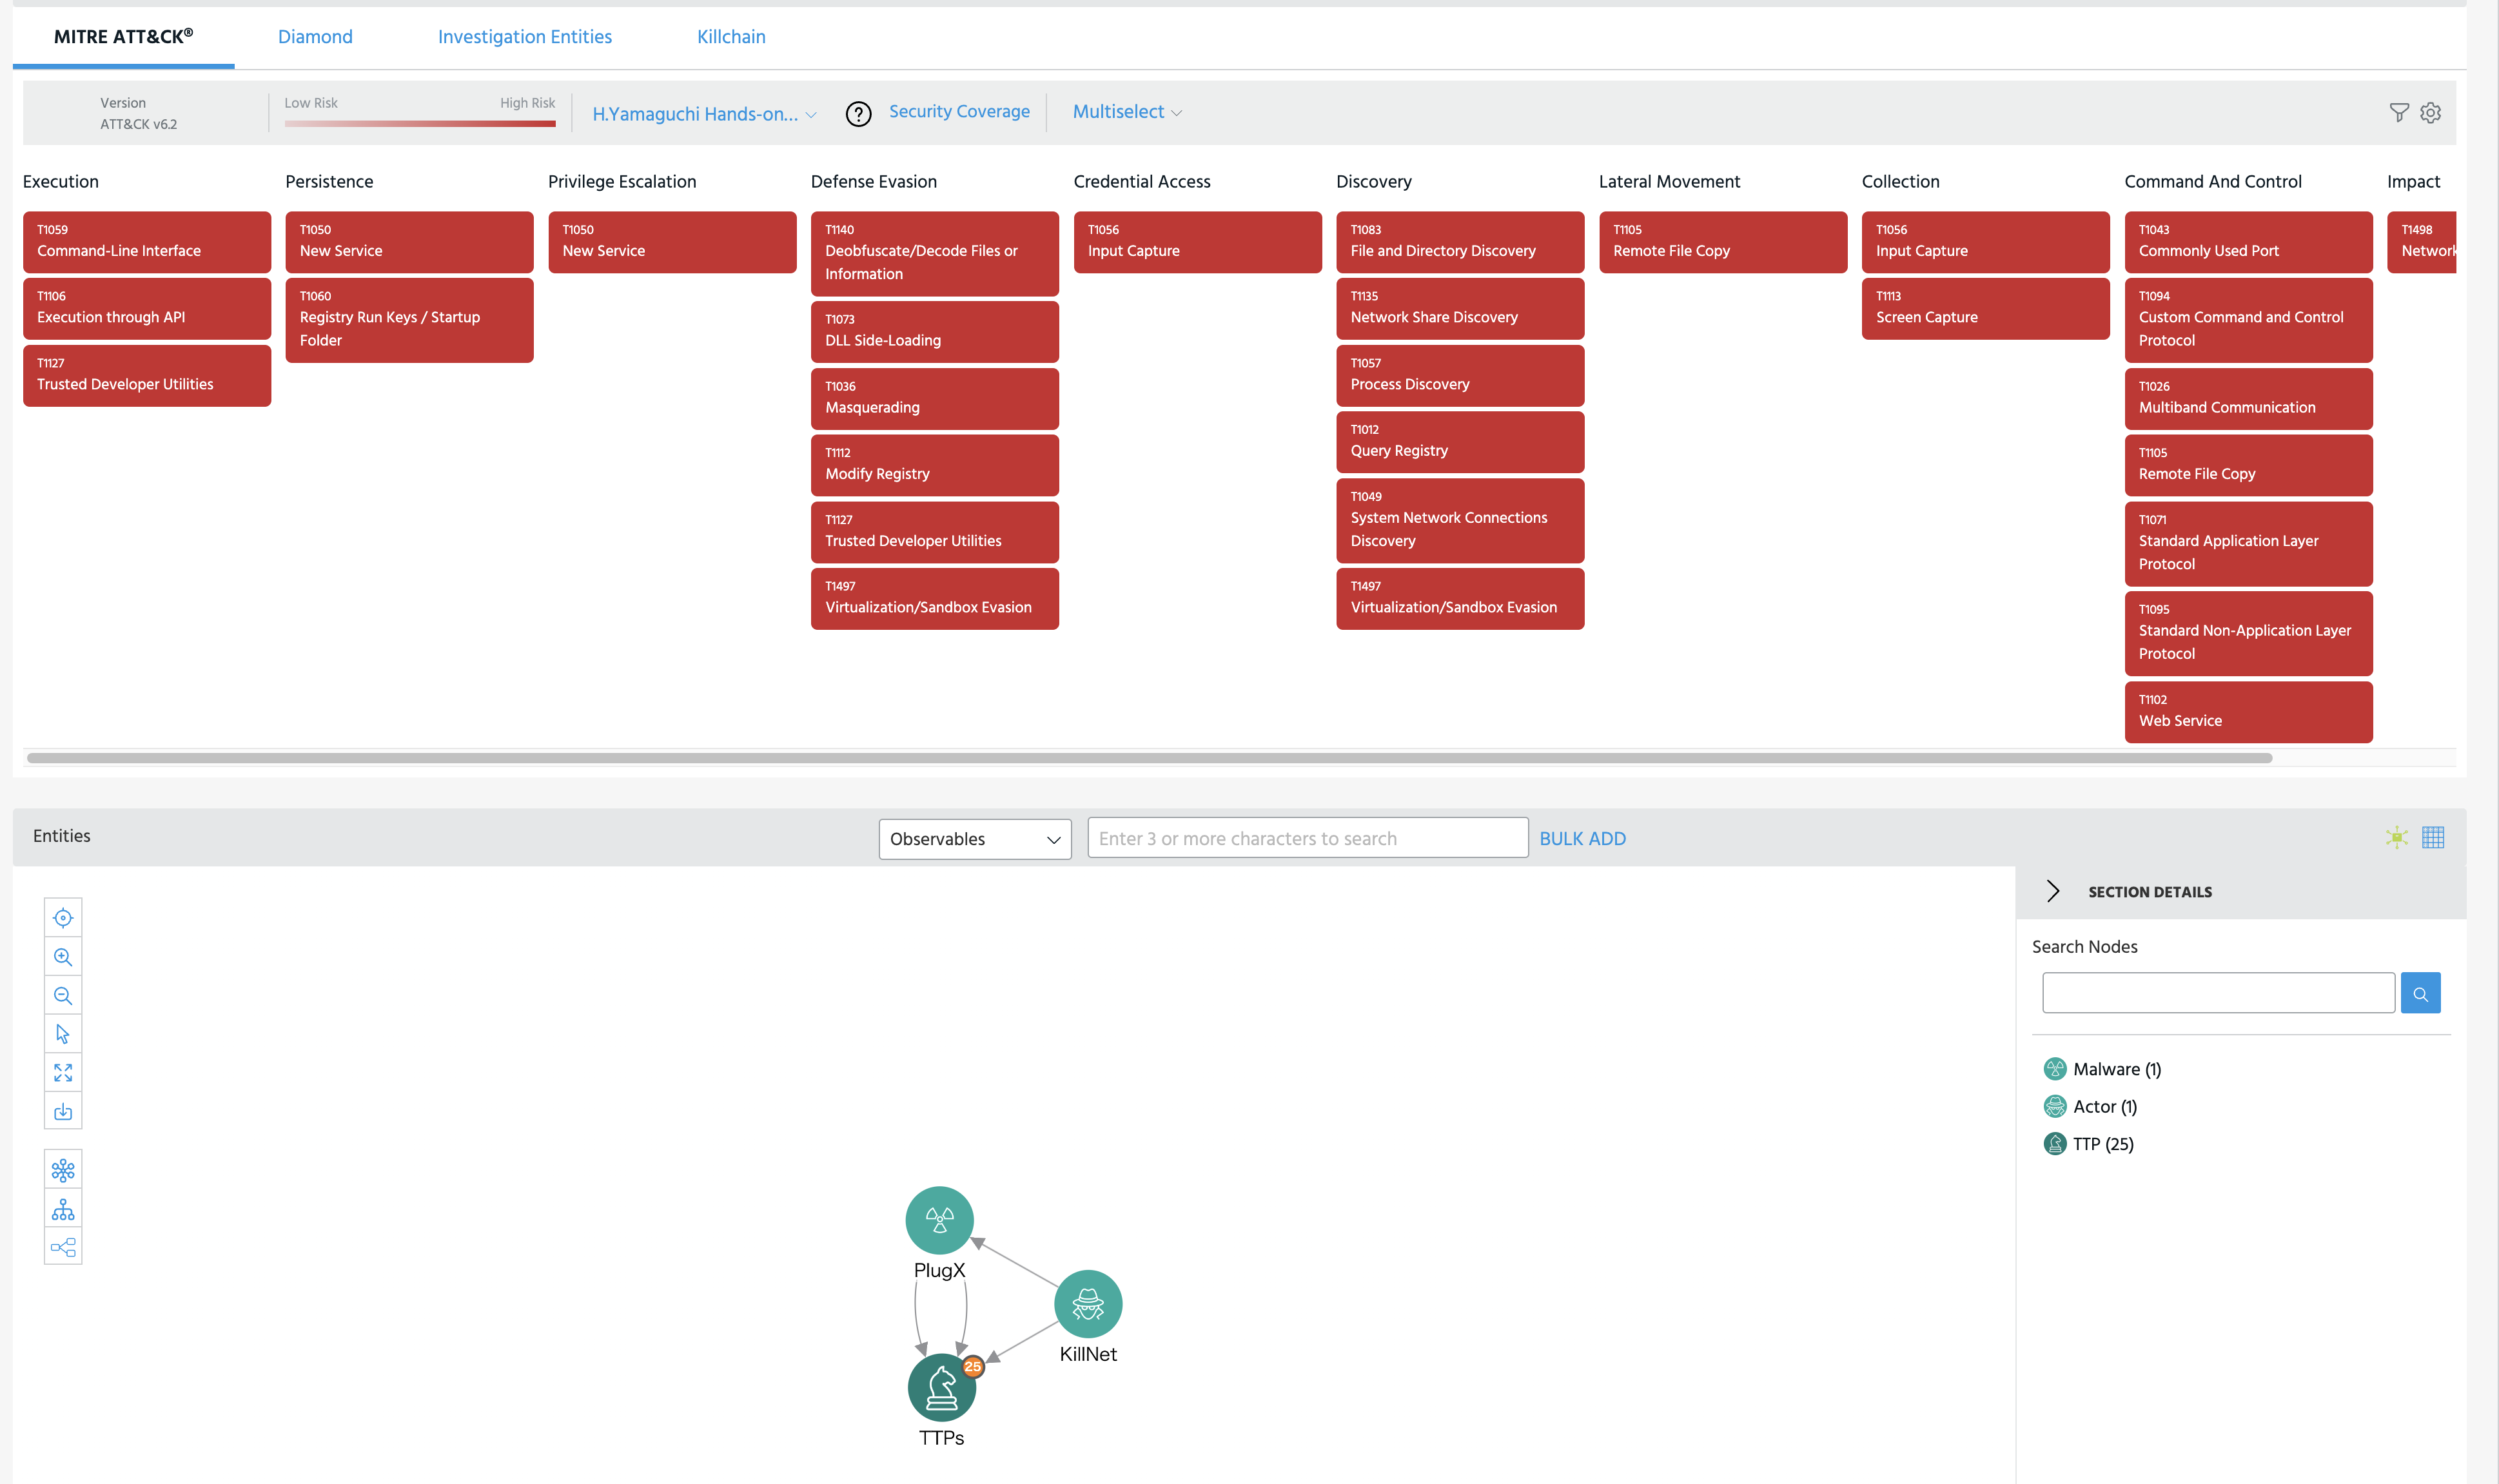 MITRE ATT&CK®
Diamond
Investigation Entities
Killchain
Version
ATT&CK v6.2
Low Risk
High Risk
H.Yamaguchi Hands-on...
?
Security Coverage
Multiselect
Execution
T1059
Command-Line Interface
T1106
Execution through API
T1127
Trusted Developer Utilities
Persistence
T1050
New Service
T1060
Registry Run Keys / Startup
Folder
Privilege Escalation
T1050
New Service
Defense Evasion
T1140
Deobfuscate/Decode Files or
Information
T1073
DLL Side-Loading
T1036
Masquerading
T1112
Modify Registry
T1127
Trusted Developer Utilities
T1497
Virtualization/Sandbox Evasion
Credential Access
T1056
Input Capture
Discovery
T1083
File and Directory Discovery
T1135
Network Share Discovery
T1057
Process Discovery
T1012
Query Registry
T1049
System Network Connections
Discovery
T1497
Virtualization/Sandbox Evasion
Lateral Movement
T1105
Remote File Copy
Collection
T1056
Input Capture
T1113
Screen Capture
Command And Control
T1043
Commonly Used Port
T1094
Custom Command and Control
Protocol
T1026
Multiband Communication
T1105
Remote File Copy
T1071
Standard Application Layer
Protocol
T1095
Standard Non-Application Layer
Protocol
T1102
Web Service
Impact
T1498
Network
Entities
Observables
Enter 3 or more characters to search
BULK ADD
SECTION DETAILS
Search Nodes
Malware (1)
Actor (1)
TTP (25)
PlugX
KillNet
25
TTPs